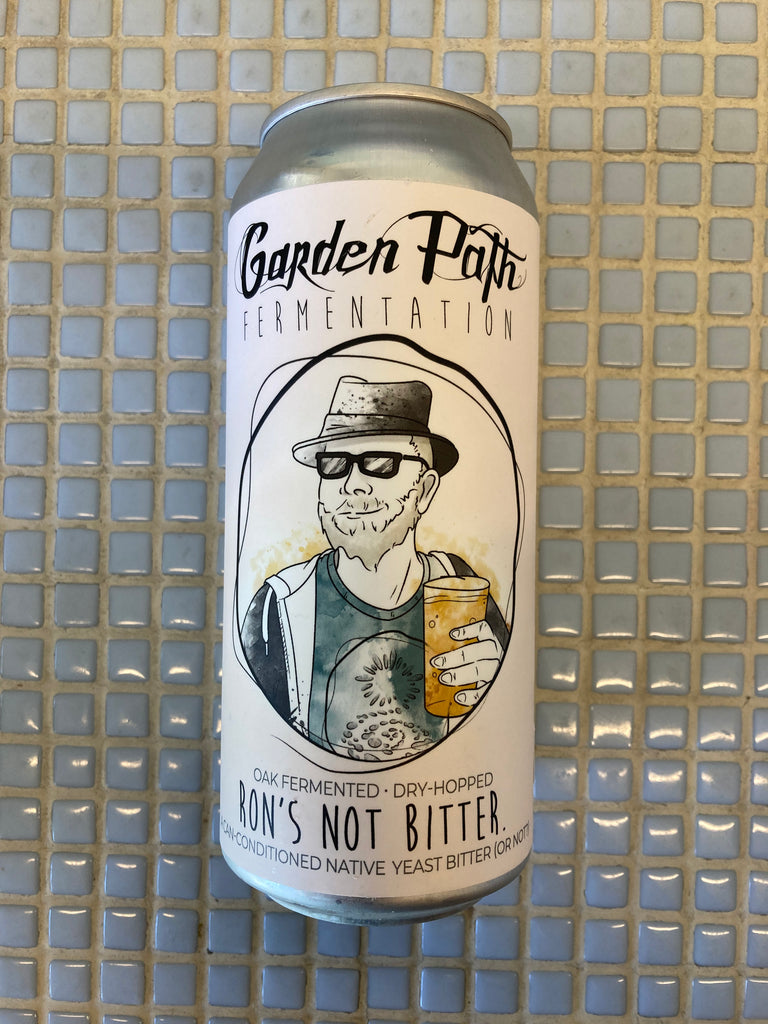 Garden Path
FERMENTATION
OAK FERMENTED • DRY-HOPPED
RON'S NOT BITTER.
A CAN-CONDITIONED NATIVE YEAST BITTER (OR NOT?)